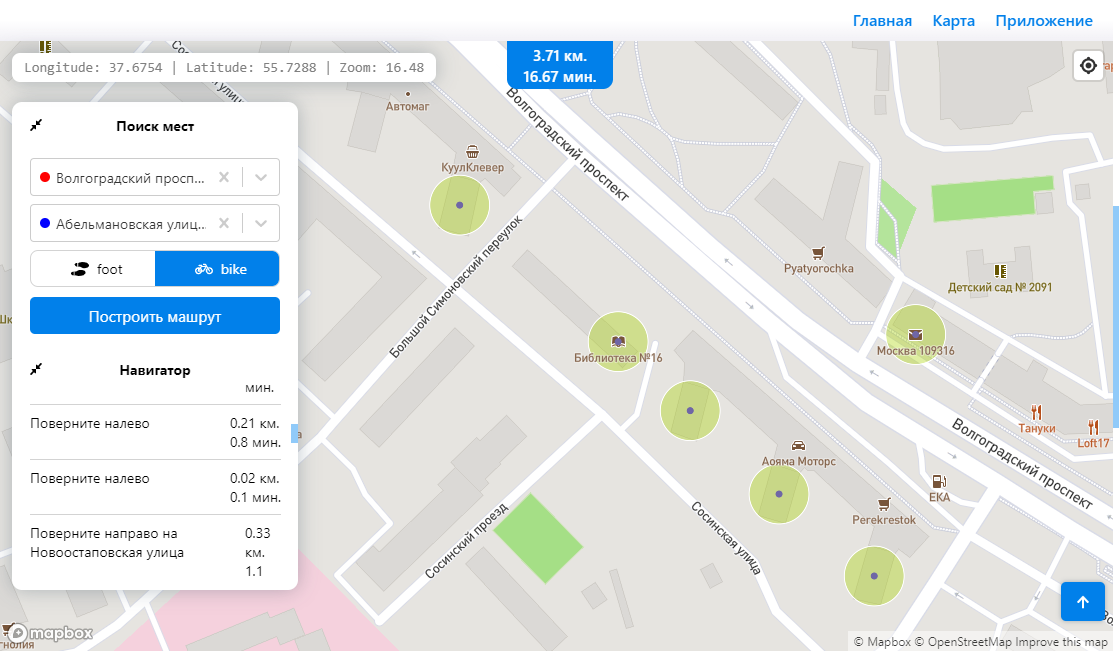 Главная Карта Приложение
Longitude: 37.6754 | Latitude: 55.7288 | Zoom: 16.48
3.71 км.
16.67 мин.
Поиск мест
Волгоградский просп...
Абельмановская улиц...
foot
bike
Построить машрут
Навигатор
мин.
Поверните налево 0.21 км.
0.8 мин.
Поверните налево 0.02 км.
0.1 мин.
Поверните направо на 0.33
Новоостаповская улица км.
1.1
Автомаг
КуулКлевер
Волгоградский проспект
Большой Симоновский переулок
Pyatyorochka
Детский сад № 2091
Москва 109316
Библиотека №16
Тануки
Loft17
Волгоградский проспект
Аояма Моторс
ЕКА
Perekrestok
Сосинская улица
Сосинский проезд
mapbox
© Mapbox © OpenStreetMap Improve this map